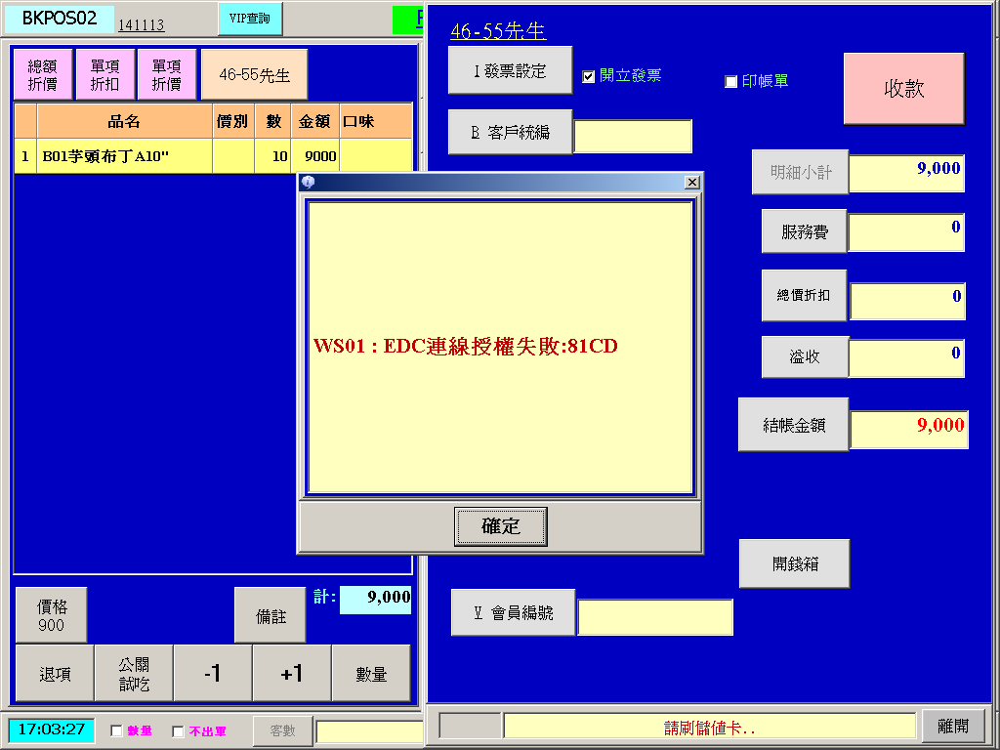 BKPOS02
141113
VIP查詢
總額
折價
單項
折扣
單項
折價
46-55先生
品名 價別 數 金額 口味
1 B01芋頭布丁A10" 10 9000
價格
900
備註
計: 9,000
退項
公關
試吃
-1
+1
數量
17:03:27
數量
不出單
客數
46-55先生
I 發票設定
開立發票
印帳單
收款
B 客戶統編
明細小計 9,000
服務費 0
總價折扣 0
溢收 0
結帳金額 9,000
開錢箱
V 會員編號
請刷儲值卡..
離開
WS01 : EDC連線授權失敗:81CD
確定